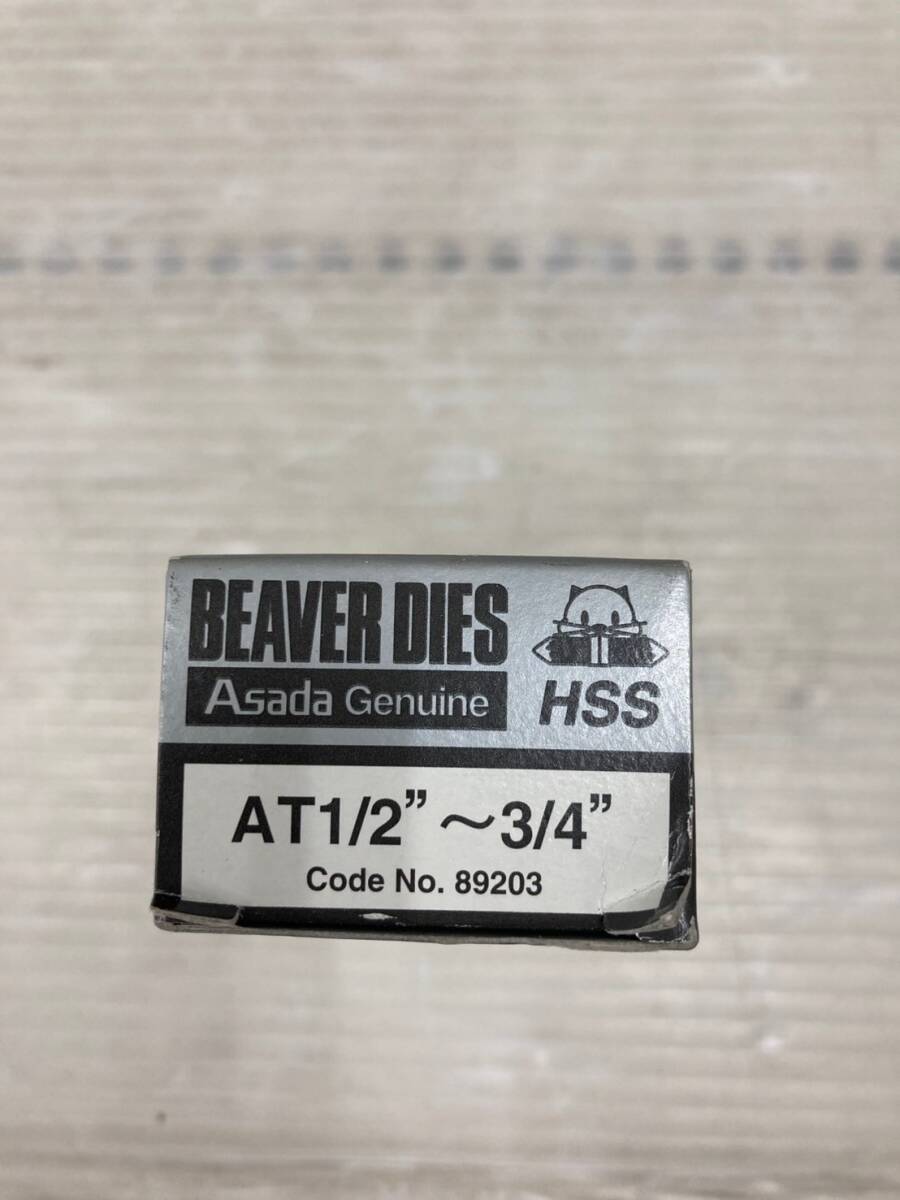 BEAVER DIES
Asada Genuine
HSS
AT1/2”～3/4”
Code No. 89203